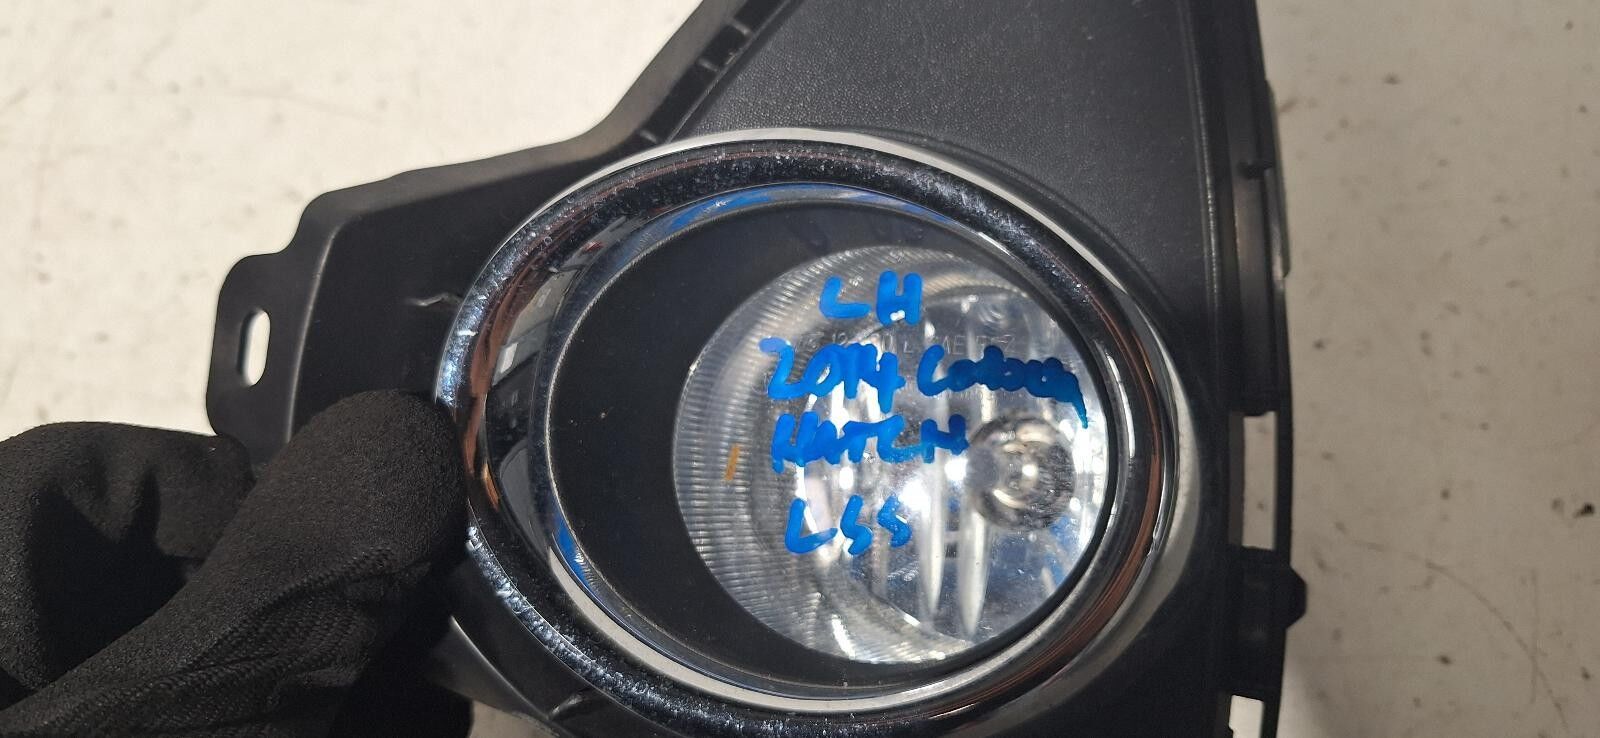 LH
2014 Corolla
HATCH
LSS